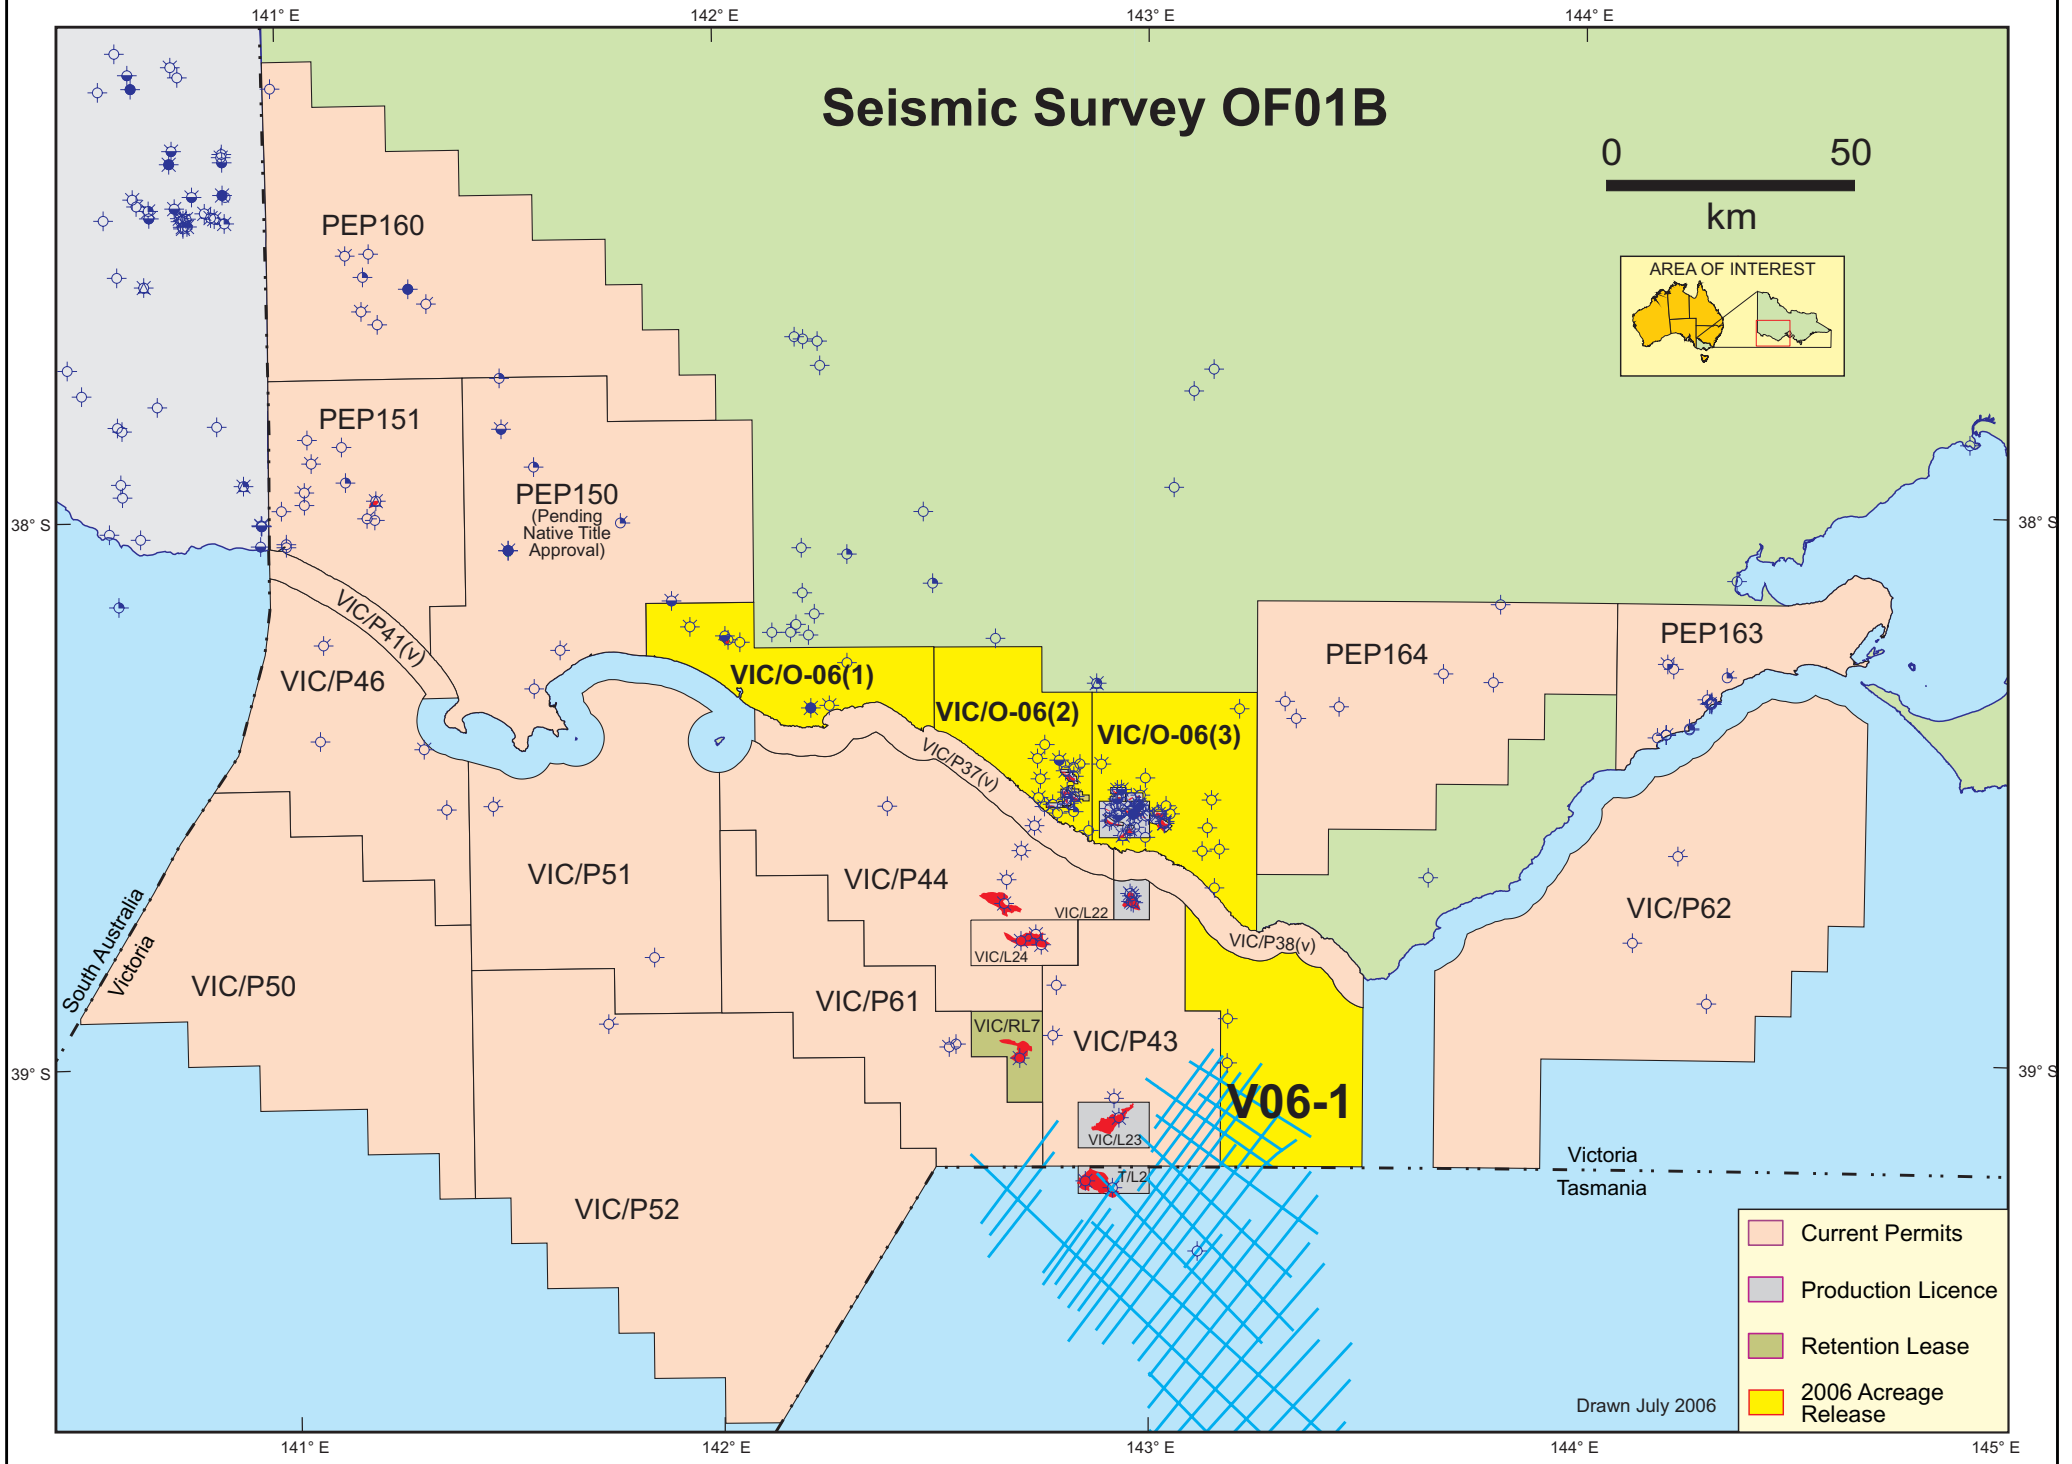 141° E
142° E
143° E
144° E
Seismic Survey OF01B
0
50
km
AREA OF INTEREST
PEP160
PEP151
PEP150
(Pending
Native Title
Approval)
38° S
38° S
VIC/P41(v)
VIC/P46
VIC/O-06(1)
VIC/O-06(2)
VIC/O-06(3)
PEP164
PEP163
VIC/P37(v)
VIC/P51
VIC/P44
VIC/L22
VIC/P62
VIC/P38(v)
VIC/L24
South Australia
Victoria
VIC/P50
VIC/P61
VIC/RL7
VIC/P43
39° S
39° S
V06-1
VIC/L23
T/L2
Victoria
Tasmania
VIC/P52
Current Permits
Production Licence
Retention Lease
2006 Acreage
Release
Drawn July 2006
141° E
142° E
143° E
144° E
145° E